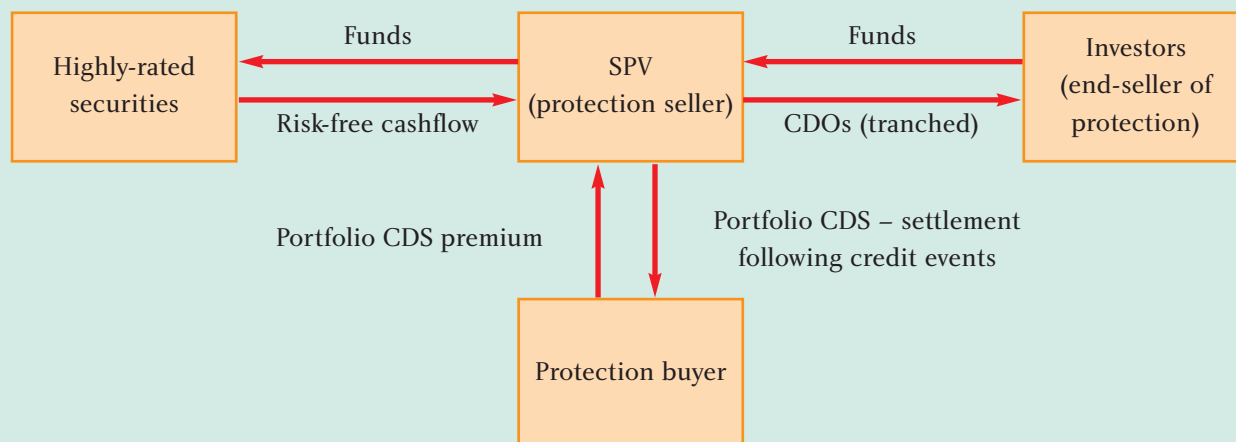 Highly-rated
securities
Funds
Risk-free cashflow
SPV
(protection seller)
Funds
CDOs (tranched)
Investors
(end-seller of
protection)
Portfolio CDS premium
Portfolio CDS – settlement
following credit events
Protection buyer